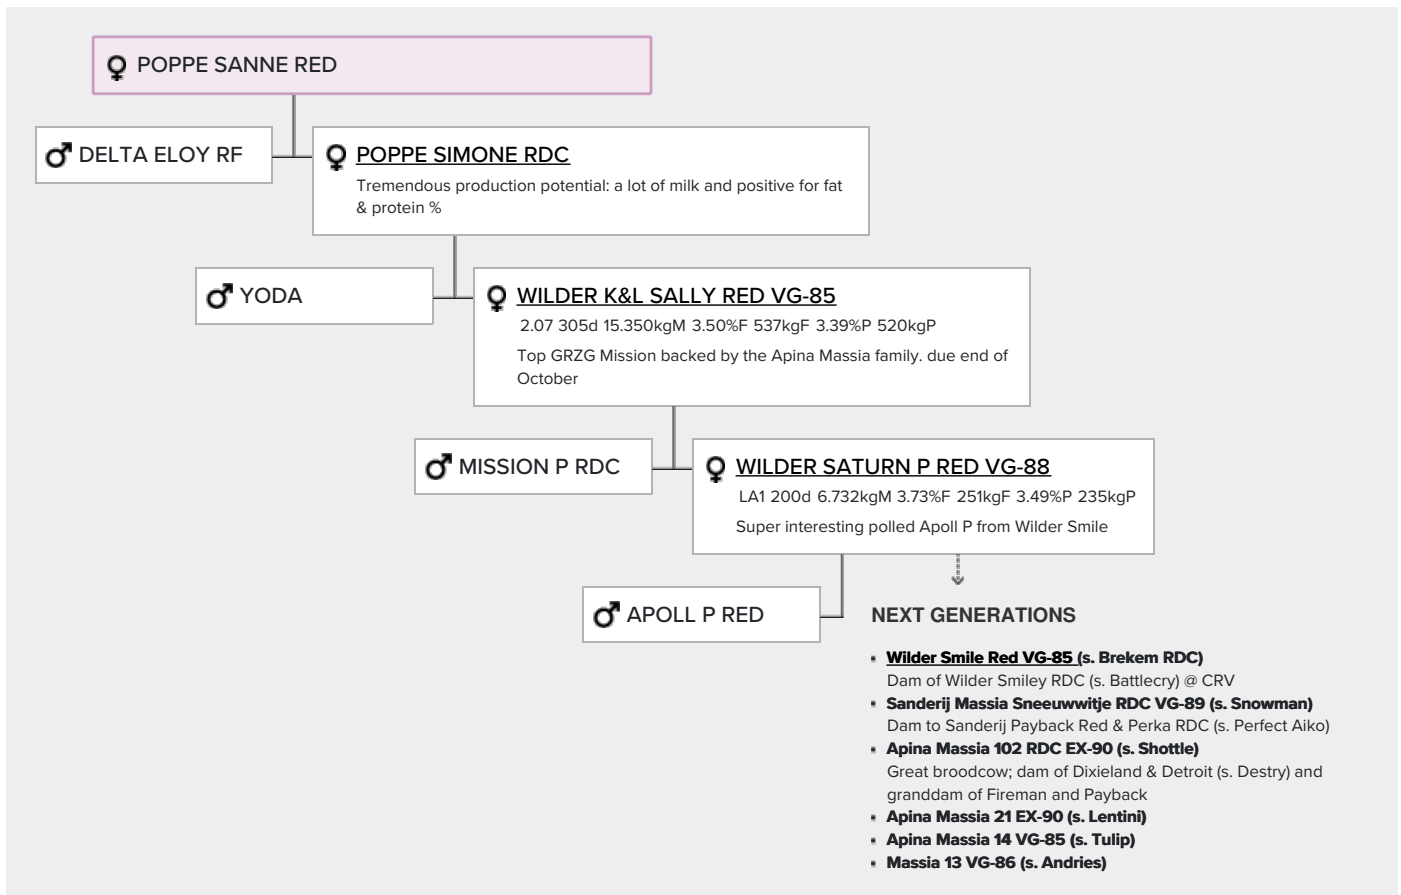 POPPE SANNE RED
DELTA ELOY RF
POPPE SIMONE RDC
Tremendous production potential: a lot of milk and positive for fat
& protein %
YODA
WILDER K&L SALLY RED VG-85
2.07 305d 15.350kgM 3.50%F 537kgF 3.39%P 520kgP
Top GRZG Mission backed by the Apina Massia family. due end of
October
MISSION P RDC
WILDER SATURN P RED VG-88
LA1 200d 6.732kgM 3.73%F 251kgF 3.49%P 235kgP
Super interesting polled Apoll P from Wilder Smile
APOLL P RED
NEXT GENERATIONS
Wilder Smile Red VG-85 (s. Brekem RDC)
Dam of Wilder Smiley RDC (s. Battlecry) @ CRV
Sanderij Massia Sneeuwwitje RDC VG-89 (s. Snowman)
Dam to Sanderij Payback Red & Perka RDC (s. Perfect Aiko)
Apina Massia 102 RDC EX-90 (s. Shottle)
Great broodcow; dam of Dixieland & Detroit (s. Destry) and
granddam of Fireman and Payback
Apina Massia 21 EX-90 (s. Lentini)
Apina Massia 14 VG-85 (s. Tulip)
Massia 13 VG-86 (s. Andries)